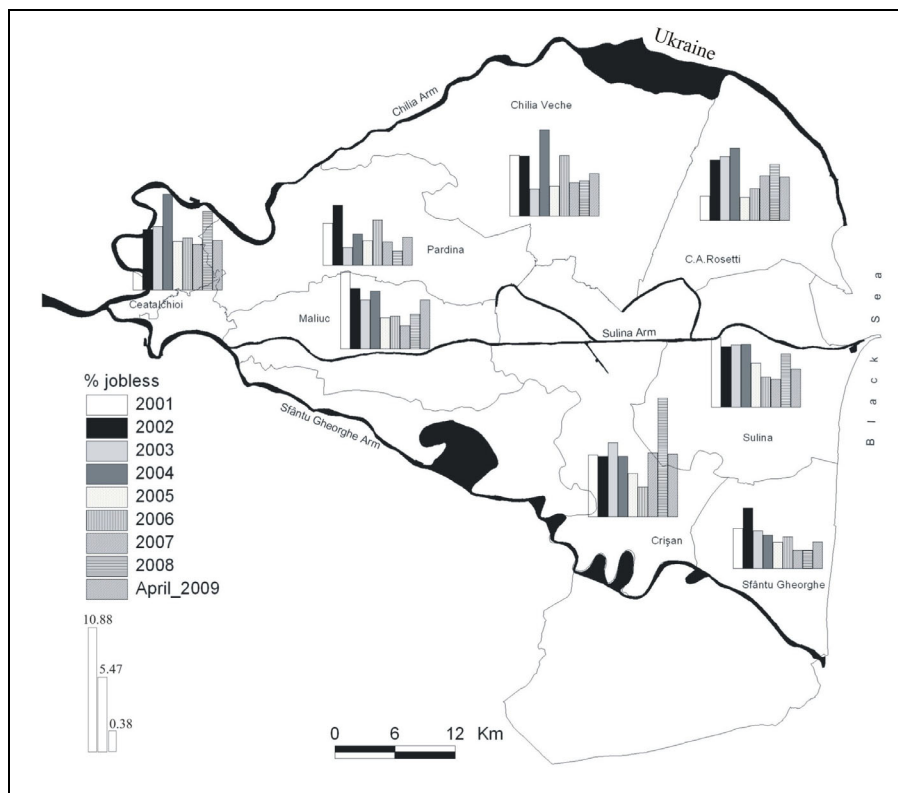 Ukraine
Chilia Arm
Chilia Veche
Pardina
C.A.Rosetti
Ceatalchioi
Maliuc
Sulina Arm
Black Sea
Sfântu Gheorghe Arm
Sulina
Crişan
Sfântu Gheorghe
% jobless
2001
2002
2003
2004
2005
2006
2007
2008
April_2009
10.88
5.47
0.38
0 6 12 Km